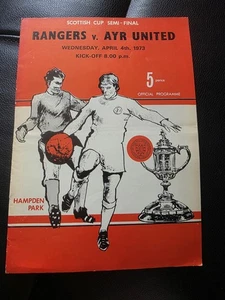 SCOTTISH CUP SEMI-FINAL
RANGERS v. AYR UNITED
WEDNESDAY, APRIL 4th, 1973
KICK-OFF 8.00 p.m.
5
OFFICIAL PROGRAMME
HAMPDEN
PARK